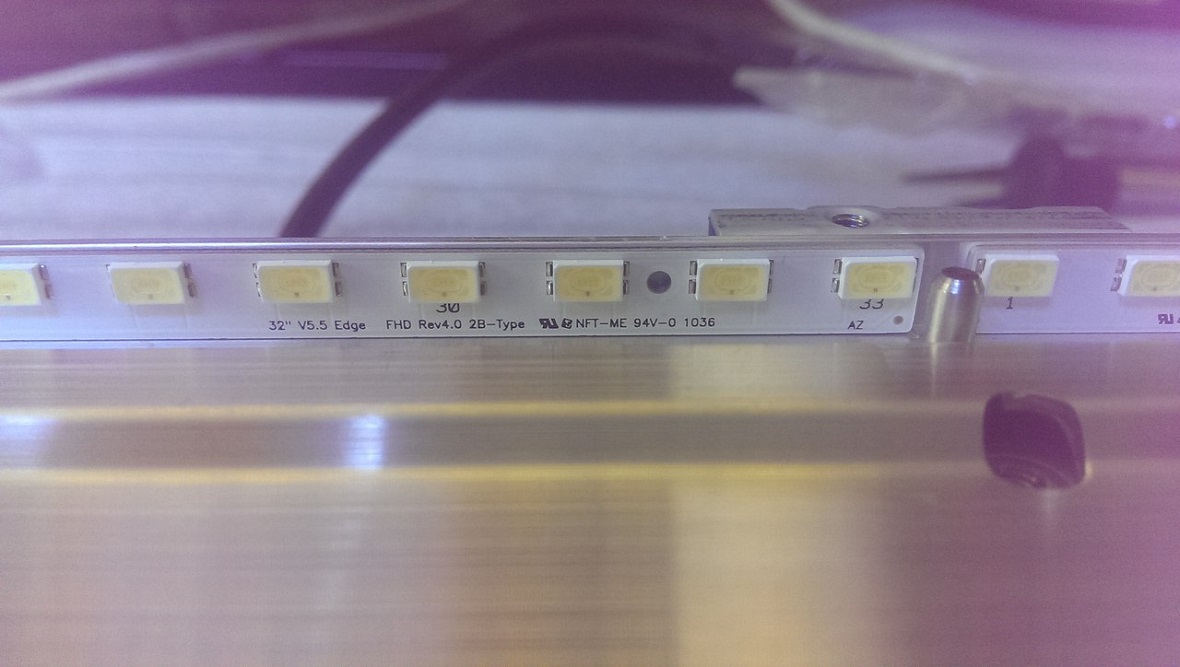 30
33
1
32" V5.5 Edge FHD Rev4.0 2B-Type NFT-ME 94V-0 1036
AZ